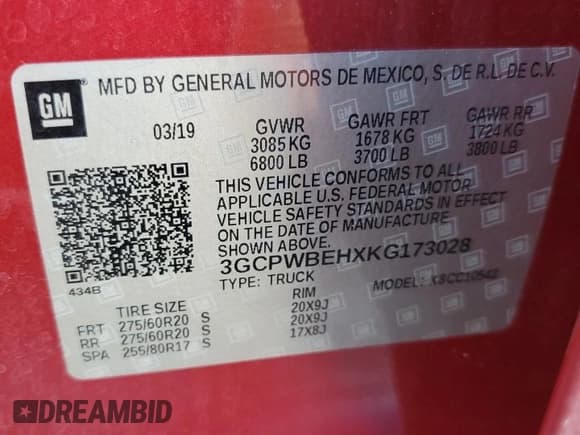 GM
MFD BY GENERAL MOTORS DE MEXICO, S. DE R.L. DE C.V.
03/19 GVWR GAWR FRT GAWR RR
3085 KG 1678 KG 1724 KG
6800 LB 3700 LB 3800 LB
THIS VEHICLE CONFORMS TO ALL
APPLICABLE U.S. FEDERAL MOTOR
VEHICLE SAFETY STANDARDS IN EFFECT
ON THE DATE OF MANUFACTURE.
3GCPWBEHXKG173028
434B TYPE: TRUCK MODEL: K8CC10542
TIRE SIZE RIM
FRT 275/60R20 S 20X9J
RR 275/60R20 S 20X9J
SPA 255/80R17 S 17X8J
DREAMBID